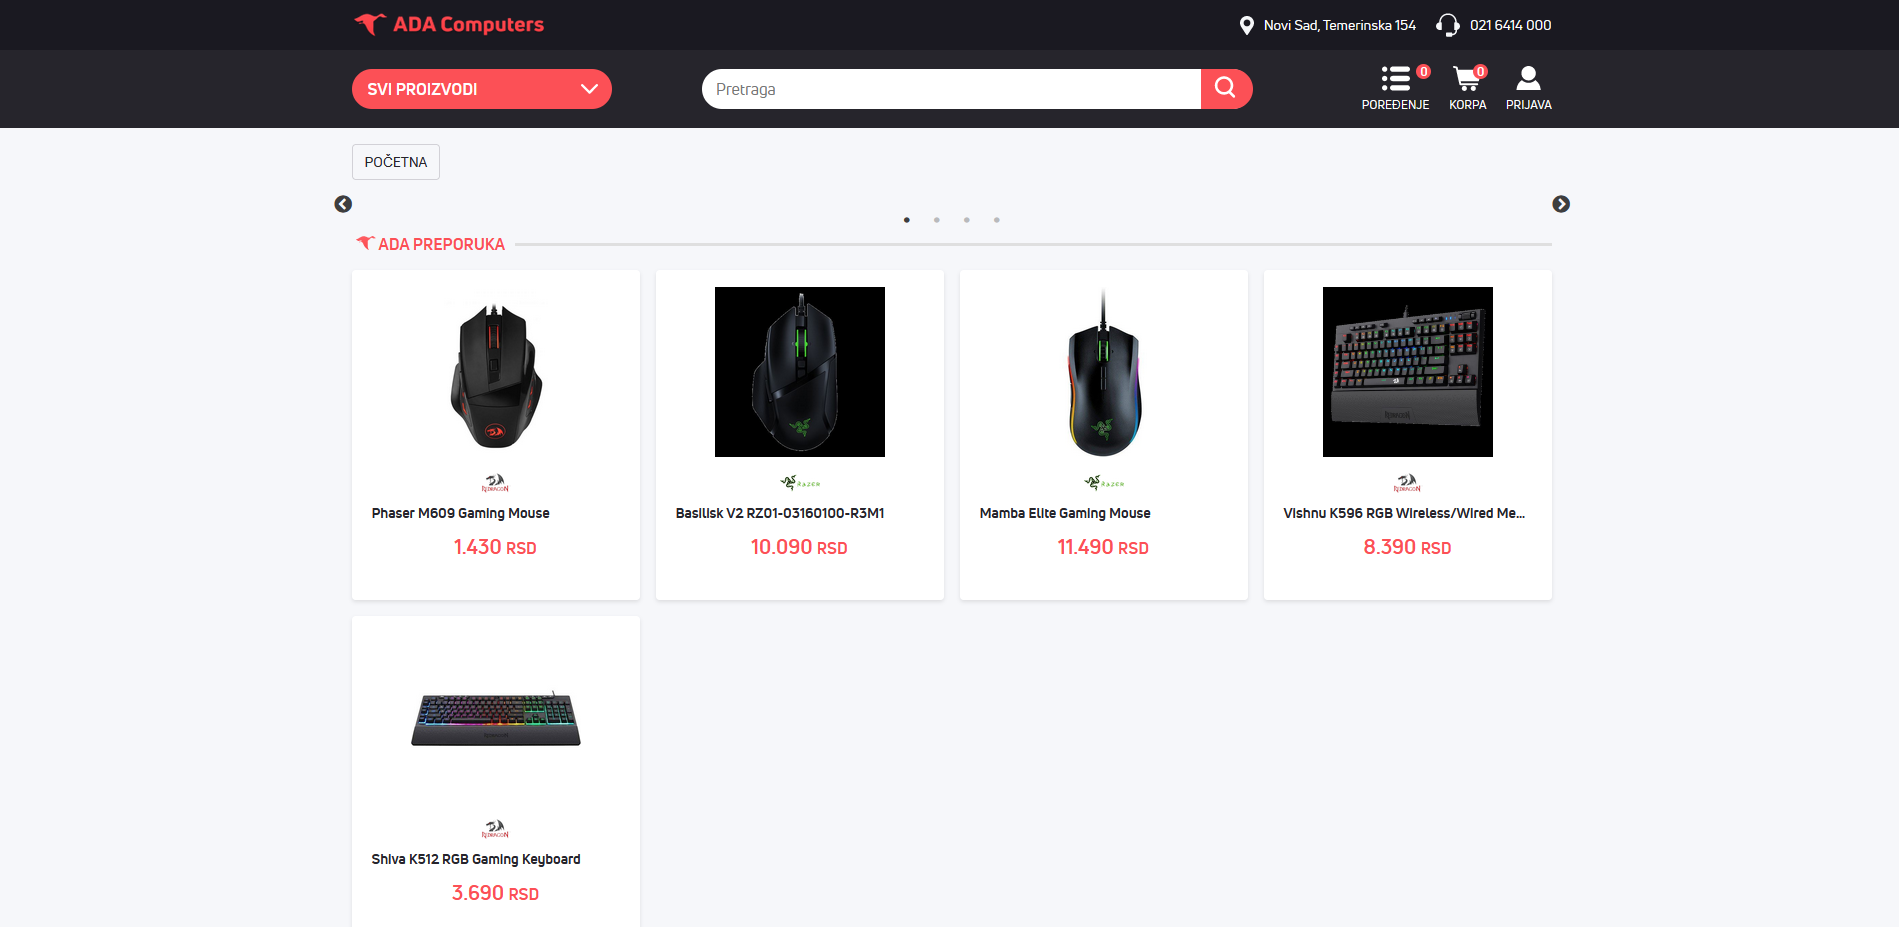 ADA Computers
Novi Sad, Temerinska 154
021 6414 000
SVI PROIZVODI
Pretraga
0
POREĐENJE
0
KORPA
PRIJAVA
POČETNA
ADA PREPORUKA
REDRAGON
Phaser M609 Gaming Mouse
1.430 RSD
RAZER
Basilisk V2 RZ01-03160100-R3M1
10.090 RSD
RAZER
Mamba Elite Gaming Mouse
11.490 RSD
REDRAGON
Vishnu K596 RGB Wireless/Wired Me...
8.390 RSD
REDRAGON
Shiva K512 RGB Gaming Keyboard
3.690 RSD